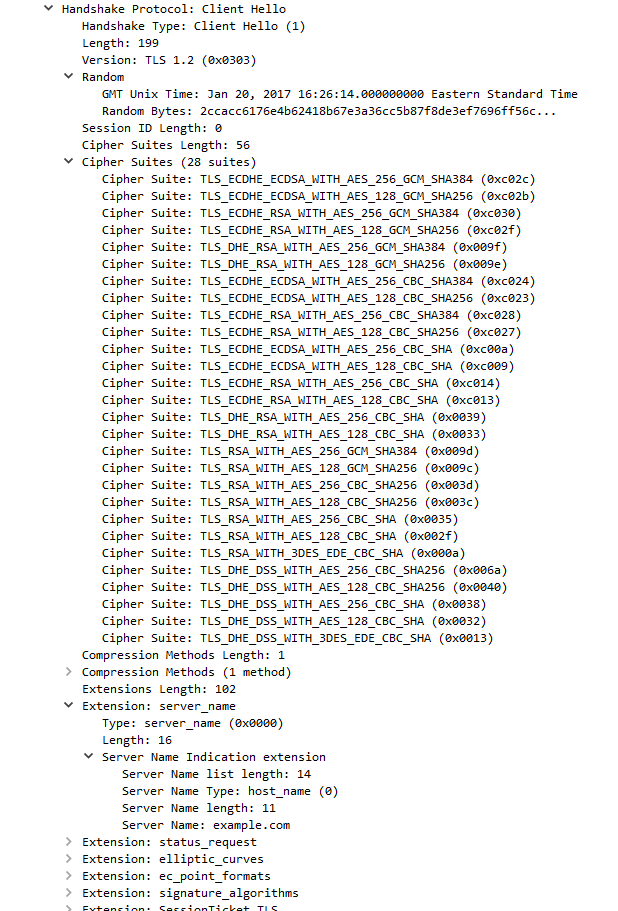 Handshake Protocol: Client Hello
Handshake Type: Client Hello (1)
Length: 199
Version: TLS 1.2 (0x0303)
Random
GMT Unix Time: Jan 20, 2017 16:26:14.000000000 Eastern Standard Time
Random Bytes: 2ccacc6176e4b62418b67e3a36cc5b87f8de3ef7696ff56c...
Session ID Length: 0
Cipher Suites Length: 56
Cipher Suites (28 suites)
Cipher Suite: TLS_ECDHE_ECDSA_WITH_AES_256_GCM_SHA384 (0xc02c)
Cipher Suite: TLS_ECDHE_ECDSA_WITH_AES_128_GCM_SHA256 (0xc02b)
Cipher Suite: TLS_ECDHE_RSA_WITH_AES_256_GCM_SHA384 (0xc030)
Cipher Suite: TLS_ECDHE_RSA_WITH_AES_128_GCM_SHA256 (0xc02f)
Cipher Suite: TLS_DHE_RSA_WITH_AES_256_GCM_SHA384 (0x009f)
Cipher Suite: TLS_DHE_RSA_WITH_AES_128_GCM_SHA256 (0x009e)
Cipher Suite: TLS_ECDHE_ECDSA_WITH_AES_256_CBC_SHA384 (0xc024)
Cipher Suite: TLS_ECDHE_ECDSA_WITH_AES_128_CBC_SHA256 (0xc023)
Cipher Suite: TLS_ECDHE_RSA_WITH_AES_256_CBC_SHA384 (0xc028)
Cipher Suite: TLS_ECDHE_RSA_WITH_AES_128_CBC_SHA256 (0xc027)
Cipher Suite: TLS_ECDHE_ECDSA_WITH_AES_256_CBC_SHA (0xc00a)
Cipher Suite: TLS_ECDHE_ECDSA_WITH_AES_128_CBC_SHA (0xc009)
Cipher Suite: TLS_ECDHE_RSA_WITH_AES_256_CBC_SHA (0xc014)
Cipher Suite: TLS_ECDHE_RSA_WITH_AES_128_CBC_SHA (0xc013)
Cipher Suite: TLS_DHE_RSA_WITH_AES_256_CBC_SHA (0x0039)
Cipher Suite: TLS_DHE_RSA_WITH_AES_128_CBC_SHA (0x0033)
Cipher Suite: TLS_RSA_WITH_AES_256_GCM_SHA384 (0x009d)
Cipher Suite: TLS_RSA_WITH_AES_128_GCM_SHA256 (0x009c)
Cipher Suite: TLS_RSA_WITH_AES_256_CBC_SHA256 (0x003d)
Cipher Suite: TLS_RSA_WITH_AES_128_CBC_SHA256 (0x003c)
Cipher Suite: TLS_RSA_WITH_AES_256_CBC_SHA (0x0035)
Cipher Suite: TLS_RSA_WITH_AES_128_CBC_SHA (0x002f)
Cipher Suite: TLS_RSA_WITH_3DES_EDE_CBC_SHA (0x000a)
Cipher Suite: TLS_DHE_DSS_WITH_AES_256_CBC_SHA256 (0x006a)
Cipher Suite: TLS_DHE_DSS_WITH_AES_128_CBC_SHA256 (0x0040)
Cipher Suite: TLS_DHE_DSS_WITH_AES_256_CBC_SHA (0x0038)
Cipher Suite: TLS_DHE_DSS_WITH_AES_128_CBC_SHA (0x0032)
Cipher Suite: TLS_DHE_DSS_WITH_3DES_EDE_CBC_SHA (0x0013)
Compression Methods Length: 1
Compression Methods (1 method)
Extensions Length: 102
Extension: server_name
Type: server_name (0x0000)
Length: 16
Server Name Indication extension
Server Name list length: 14
Server Name Type: host_name (0)
Server Name length: 11
Server Name: example.com
Extension: status_request
Extension: elliptic_curves
Extension: ec_point_formats
Extension: signature_algorithms
Extension: SessionTicket TLS